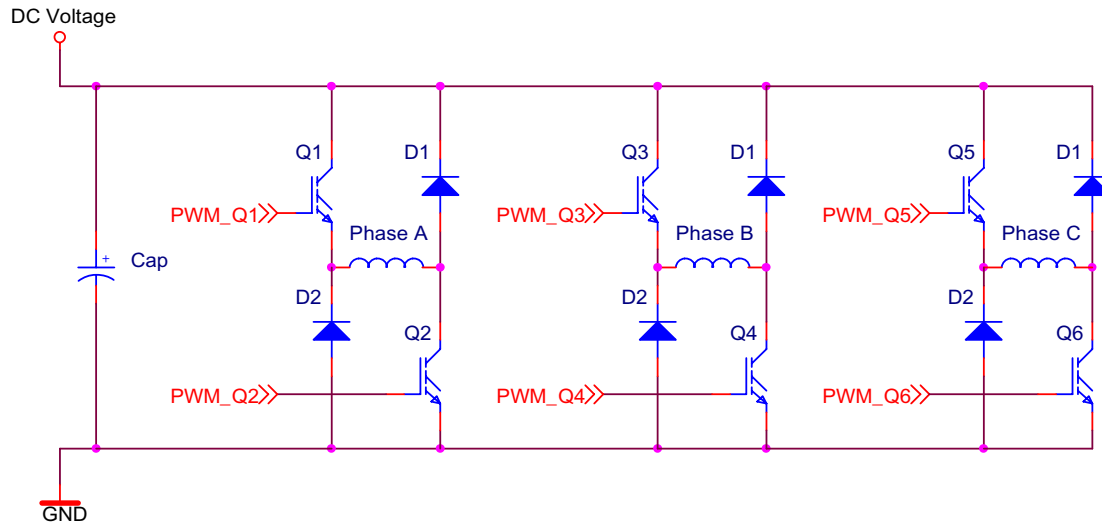 DC Voltage
Q1
D1
Q3
D1
Q5
D1
PWM_Q1
PWM_Q3
PWM_Q5
Phase A
Phase B
Phase C
+
Cap
D2
Q2
D2
Q4
D2
Q6
PWM_Q2
PWM_Q4
PWM_Q6
GND